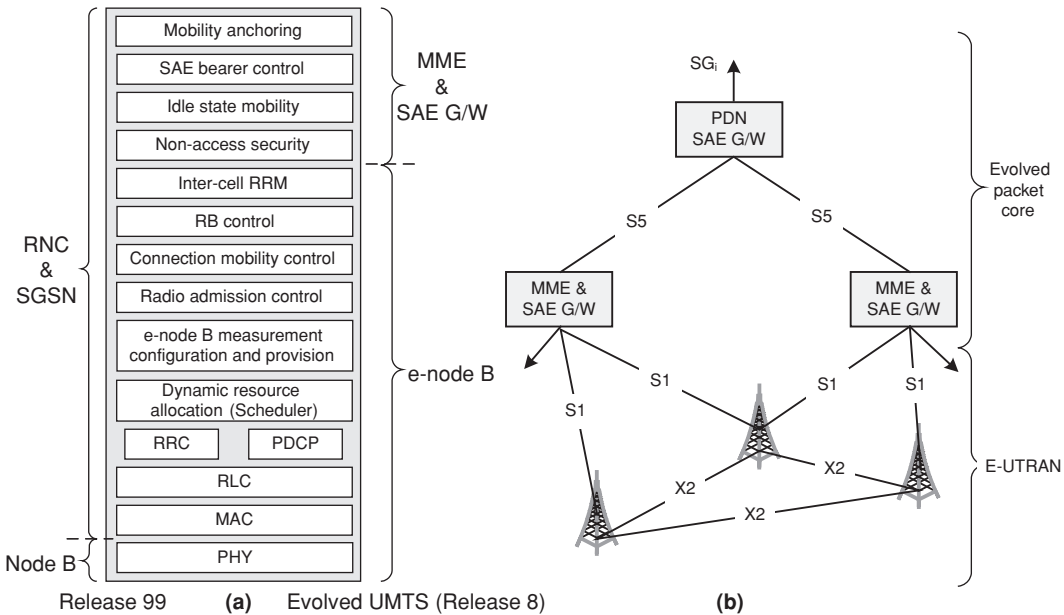 Mobility anchoring
SAE bearer control
Idle state mobility
Non-access security
Inter-cell RRM
RB control
Connection mobility control
Radio admission control
e-node B measurement
configuration and provision
Dynamic resource
allocation (Scheduler)
RRC
PDCP
RLC
MAC
PHY
RNC
&
SGSN
Node B
MME
&
SAE G/W
e-node B
Release 99
(a)
Evolved UMTS (Release 8)
SGi
PDN
SAE G/W
S5
S5
MME &
SAE G/W
MME &
SAE G/W
S1
S1
S1
S1
X2
X2
X2
Evolved
packet
core
E-UTRAN
(b)